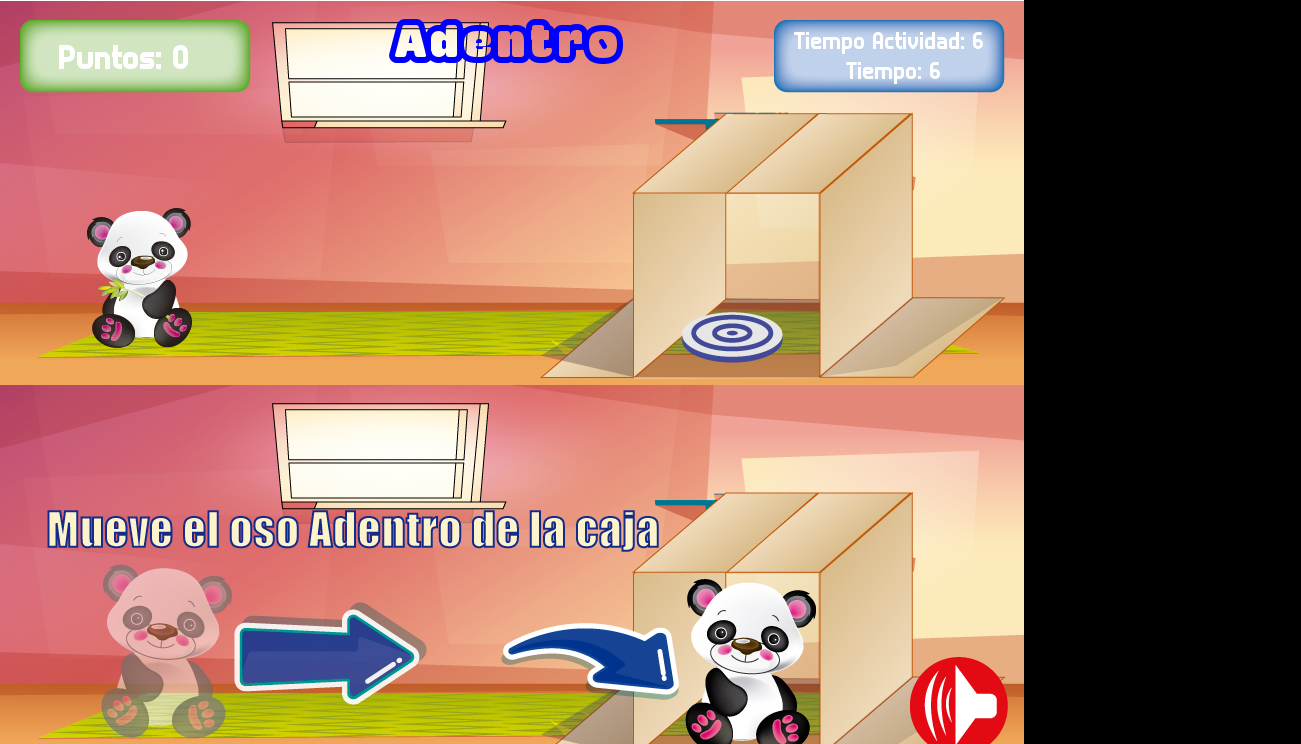 Puntos: 0
Adentro
Tiempo Actividad: 6
Tiempo: 6
Mueve el oso Adentro de la caja